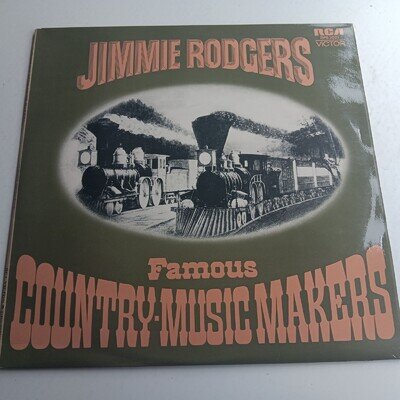 JIMMIE RODGERS
RCA
VICTOR
Famous
COUNTRY-MUSIC MAKERS